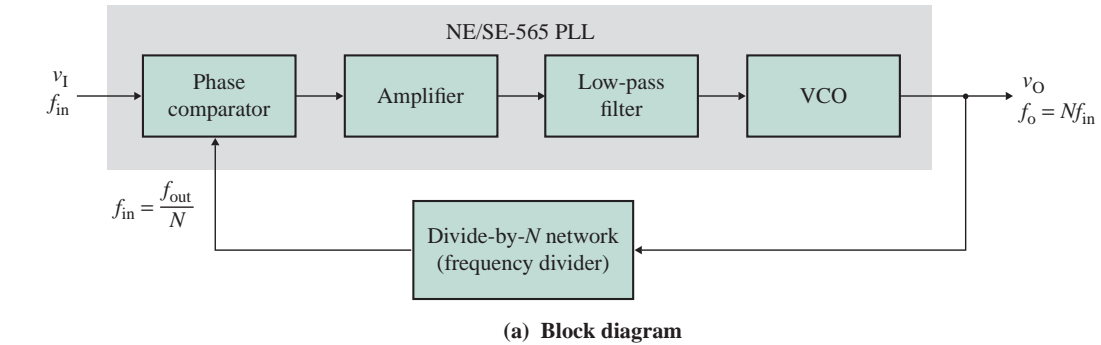 NE/SE-565 PLL
v_I
f_in
Phase
comparator
Amplifier
Low-pass
filter
VCO
v_O
f_o = Nf_in
f_in = f_out/N
Divide-by-N network
(frequency divider)
(a) Block diagram